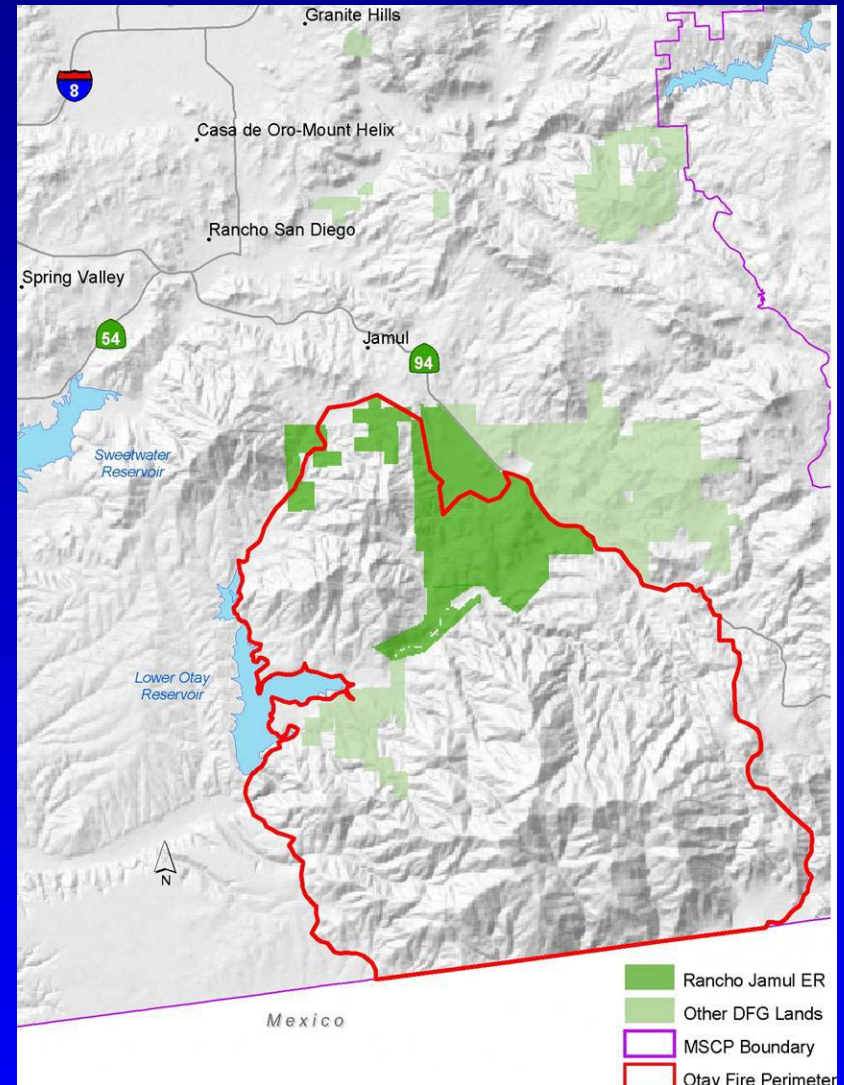 Granite Hills
8
Casa de Oro-Mount Helix
Rancho San Diego
Spring Valley
54
Jamul
94
Sweetwater
Reservoir
Lower Otay
Reservoir
N
Mexico
Rancho Jamul ER
Other DFG Lands
MSCP Boundary
Otay Fire Perimeter